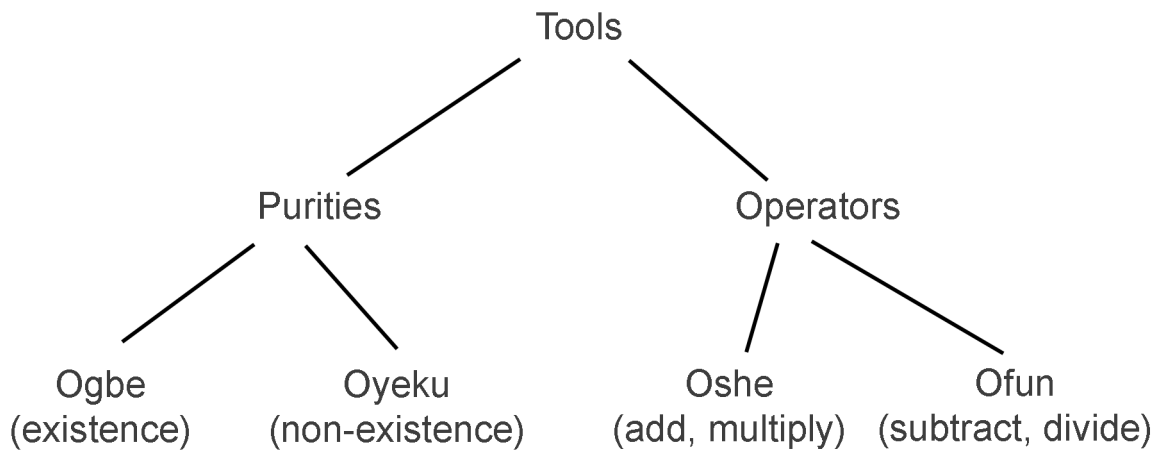 Tools
Purities
Operators
Ogbe
(existence)
Oyeku
(non-existence)
Oshe
(add, multiply)
Ofun
(subtract, divide)